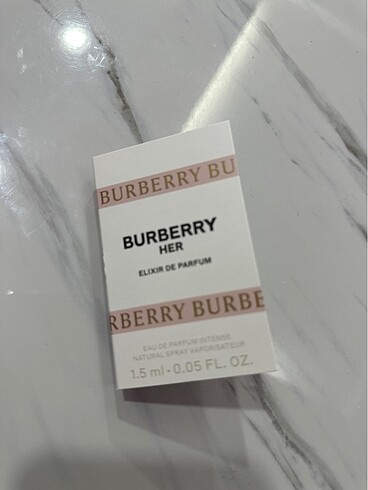 BURBERRY BU
BURBERRY
HER
ELIXIR DE PARFUM
RBERRY BURBE
EAU DE PARFUM INTENSE
NATURAL SPRAY VAPORISATEUR
1.5 ml - 0.05 FL. OZ.